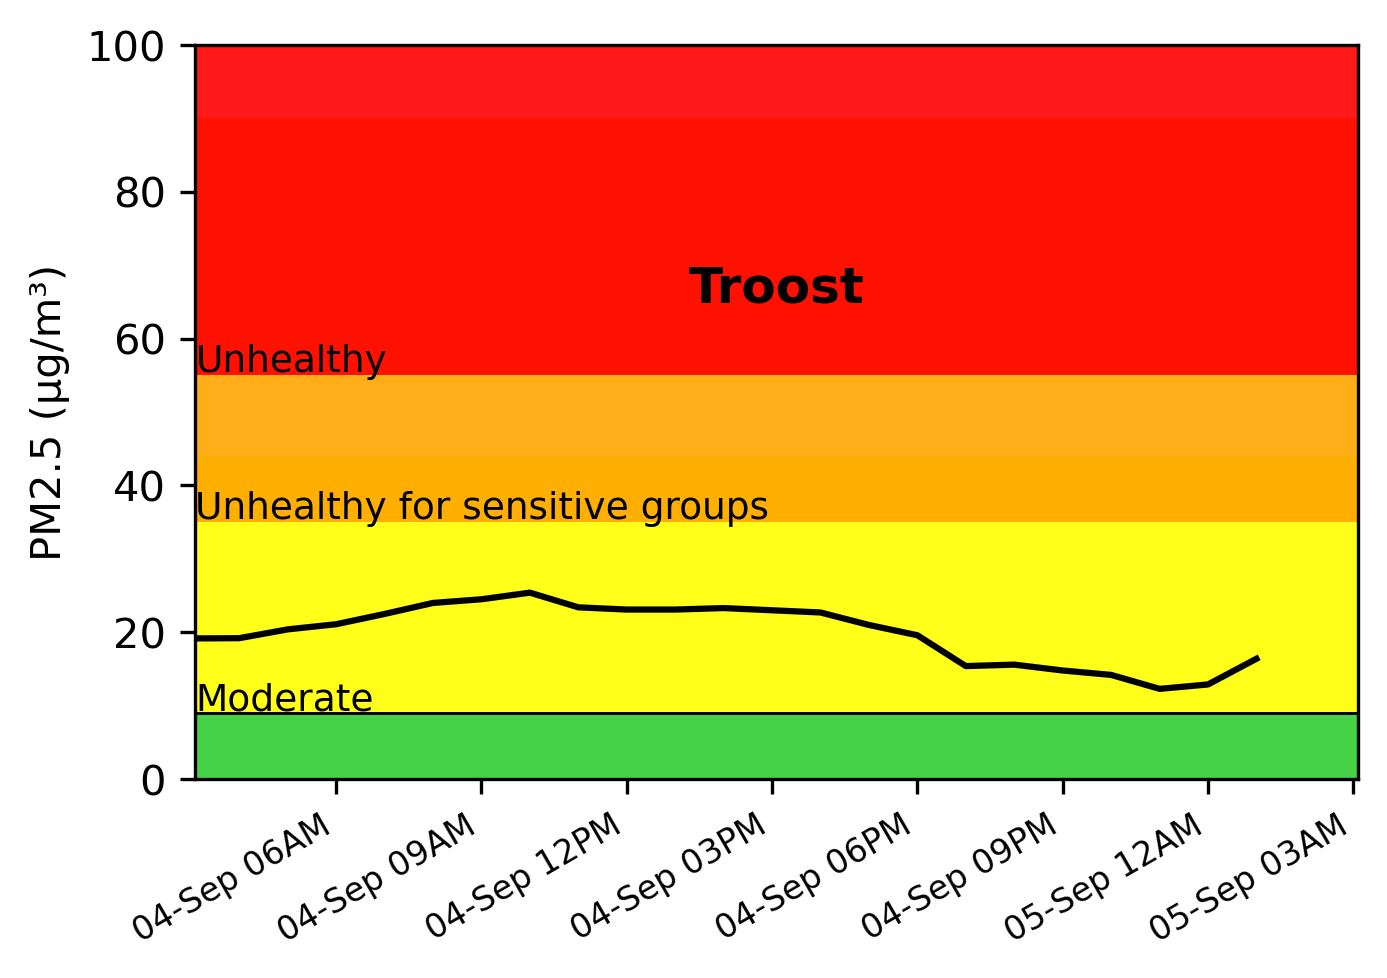 100
80
60
40
20
0
PM2.5 (µg/m³)
Troost
Unhealthy
Unhealthy for sensitive groups
Moderate
04-Sep 06AM
04-Sep 09AM
04-Sep 12PM
04-Sep 03PM
04-Sep 06PM
04-Sep 09PM
05-Sep 12AM
05-Sep 03AM